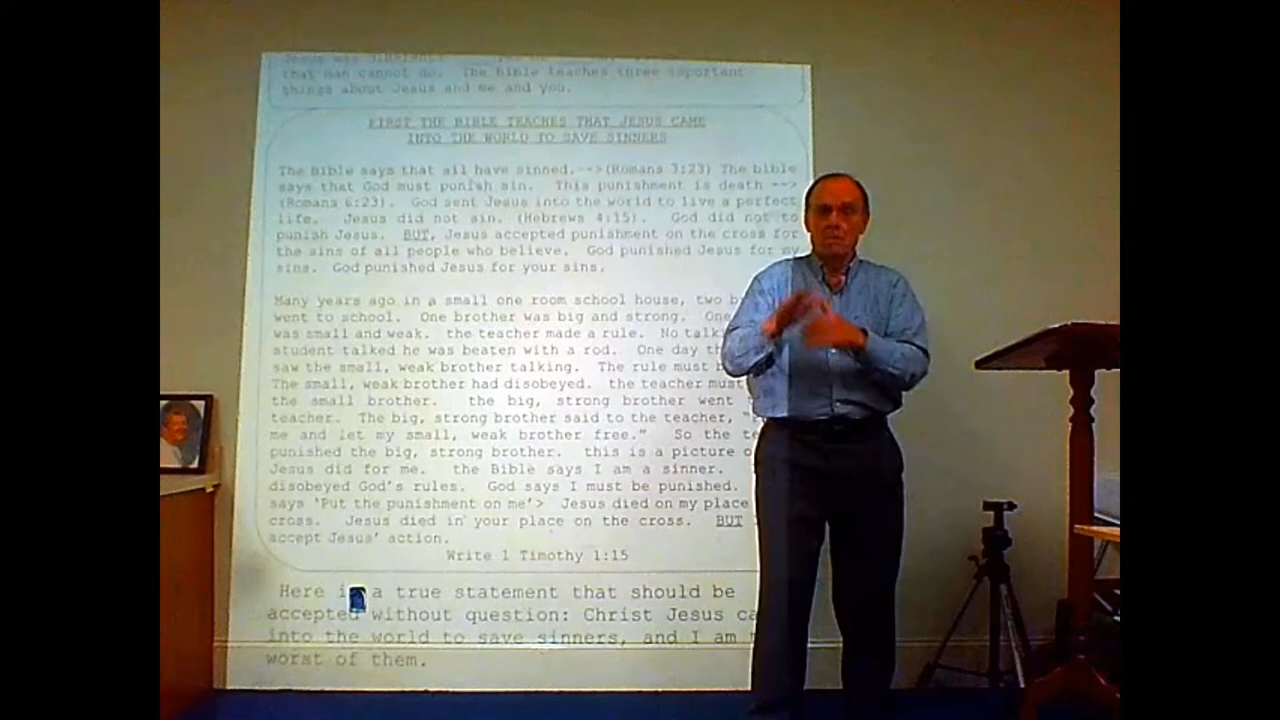 that man cannot do. The bible teaches three important
things about Jesus and me and you.
FIRST THE BIBLE TEACHES THAT JESUS CAME
INTO THE WORLD TO SAVE SINNERS
The Bible says that all have sinned.-->(Romans 3:23) The bible
says that God must punish sin. This punishment is death -->
(Romans 6:23). God sent Jesus into the world to live a perfect
life. Jesus did not sin. (Hebrews 4:15). God did not to
punish Jesus. BUT, Jesus accepted punishment on the cross for
the sins of all people who believe. God punished Jesus for my
sins. God punished Jesus for your sins.
Many years ago in a small one room school house, two
went to school. One brother was big and strong. One
was small and weak. the teacher made a rule. No
student talked he was beaten with a rod. One day
saw the small, weak brother talking. The rule must
The small, weak brother had disobeyed. the teacher must
the small brother. the big, strong brother went
teacher. The big, strong brother said to the teacher,
me and let my small, weak brother free." So the
punished the big, strong brother. this is a picture
Jesus did for me. the Bible says I am a sinner.
disobeyed God's rules. God says I must be punished.
says 'Put the punishment on me'> Jesus died on my place
cross. Jesus died in your place on the cross. BUT
accept Jesus' action.
Write 1 Timothy 1:15
Here is a true statement that should be
accepted without question: Christ Jesus
into the world to save sinners, and I am
worst of them.